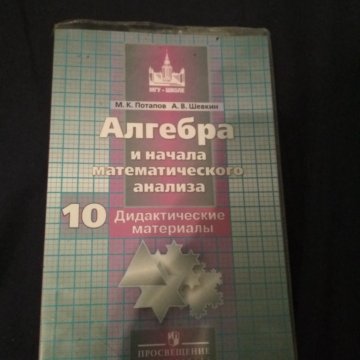 МГУ - ШКОЛЕ
М. К. Потапов А. В. Шевкин
Алгебра
и начала
математического
анализа
10 Дидактические
материалы
ПРОСВЕЩЕНИЕ